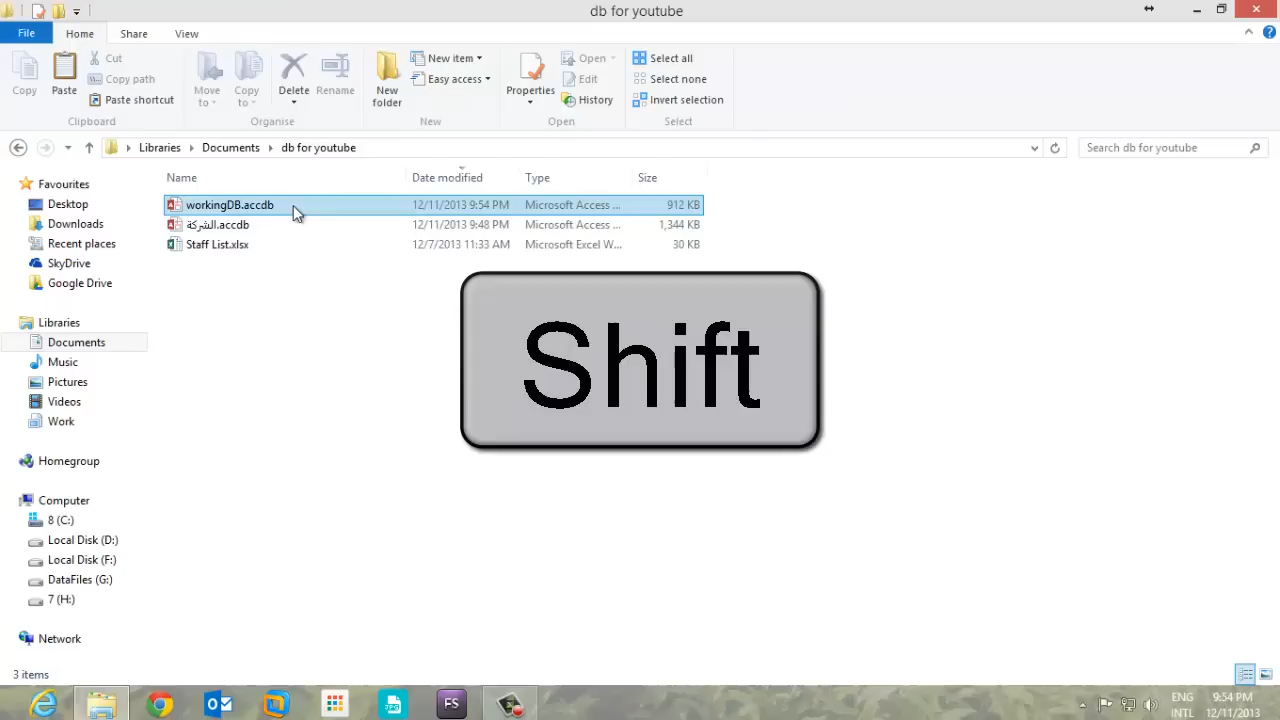 db for youtube
File Home Share View
Copy
Paste
Cut
Copy path
Paste shortcut
Clipboard
Move to
Copy to
Delete
Rename
Organise
New folder
New item
Easy access
New
Properties
Open
Edit
History
Open
Select all
Select none
Invert selection
Select
Libraries Documents db for youtube
Search db for youtube
Name Date modified Type Size
workingDB.accdb 12/11/2013 9:54 PM Microsoft Access ... 912 KB
الشركة.accdb 12/11/2013 9:48 PM Microsoft Access ... 1,344 KB
Staff List.xlsx 12/7/2013 11:33 AM Microsoft Excel W... 30 KB
Favourites
Desktop
Downloads
Recent places
SkyDrive
Google Drive
Libraries
Documents
Music
Pictures
Videos
Work
Homegroup
Computer
8 (C:)
Local Disk (D:)
Local Disk (F:)
DataFiles (G:)
7 (H:)
Network
Shift
3 items
JPG
FS
ENG
INTL
9:54 PM
12/11/2013